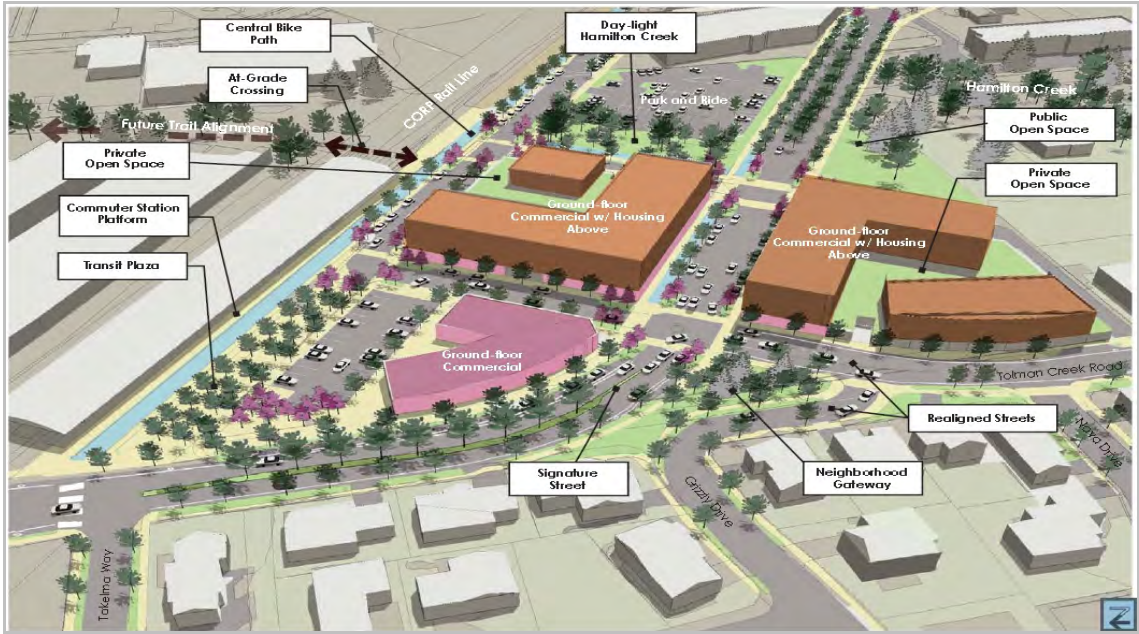 Central Bike
Path
Day-light
Hamilton Creek
At-Grade
Crossing
CORP Rail Line
Park and Ride
Hamilton Creek
Future Trail Alignment
Public
Open Space
Private
Open Space
Private
Open Space
Commuter Station
Platform
Ground-floor
Commercial w/ Housing
Above
Ground-floor
Commercial w/ Housing
Above
Transit Plaza
Ground-floor
Commercial
Tolman Creek Road
Realigned Streets
Nova Drive
Signature
Street
Neighborhood
Gateway
Grizzly Drive
Takelma Way
Z